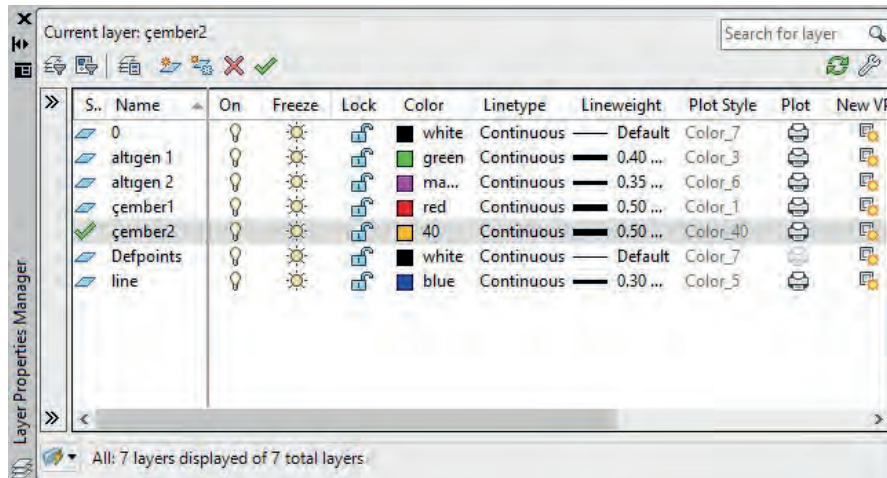 Current layer: çember2
Search for layer
S.. Name On Freeze Lock Color Linetype Lineweight Plot Style Plot New VP
0 white Continuous Default Color_7
altıgen 1 green Continuous 0.40 ... Color_3
altıgen 2 ma... Continuous 0.35 ... Color_6
çember1 red Continuous 0.50 ... Color_1
çember2 40 Continuous 0.50 ... Color_40
Defpoints white Continuous Default Color_7
line blue Continuous 0.30 ... Color_5
Layer Properties Manager
All: 7 layers displayed of 7 total layers